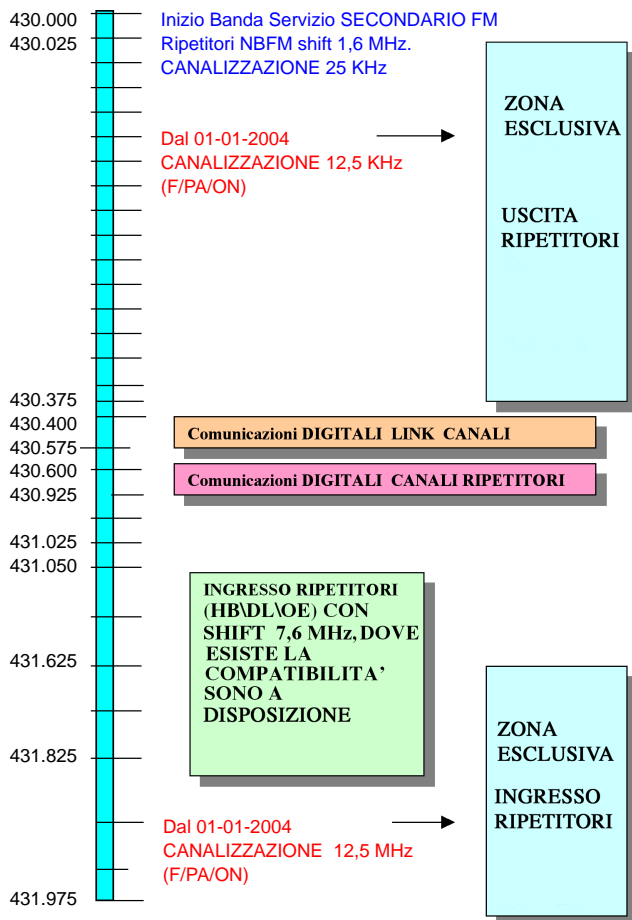 430.000
Inizio Banda Servizio SECONDARIO FM
430.025
Ripetitori NBFM shift 1,6 MHz.
CANALIZZAZIONE 25 KHz
ZONA
ESCLUSIVA
Dal 01-01-2004
CANALIZZAZIONE 12,5 KHz
(F/PA/ON)
USCITA
RIPETITORI
430.375
430.400
Comunicazioni DIGITALI LINK CANALI
430.575
430.600
Comunicazioni DIGITALI CANALI RIPETITORI
430.925
431.025
431.050
INGRESSO RIPETITORI
(HB\DL\OE) CON
SHIFT 7,6 MHz, DOVE
ESISTE LA
COMPATIBILITA’
SONO A
DISPOSIZIONE
431.625
ZONA
ESCLUSIVA
431.825
INGRESSO
RIPETITORI
Dal 01-01-2004
CANALIZZAZIONE 12,5 MHz
(F/PA/ON)
431.975